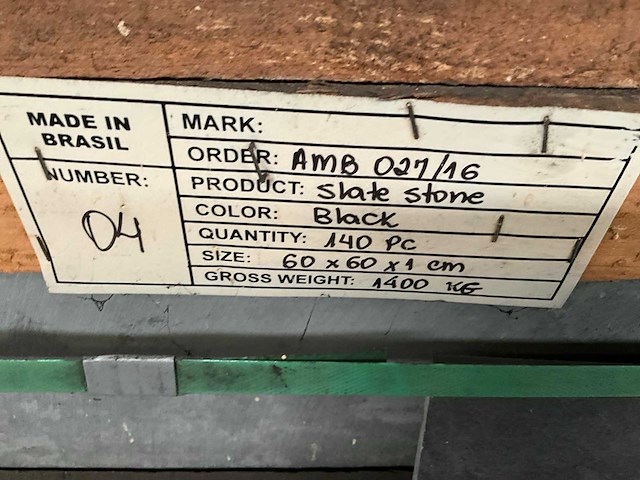 MADE IN
BRASIL
NUMBER:
04
MARK:
ORDER: AMB 027/16
PRODUCT: Slate stone
COLOR: Black
QUANTITY: 140 Pc
SIZE: 60 x 60 x 1 cm
GROSS WEIGHT: 1400 KG